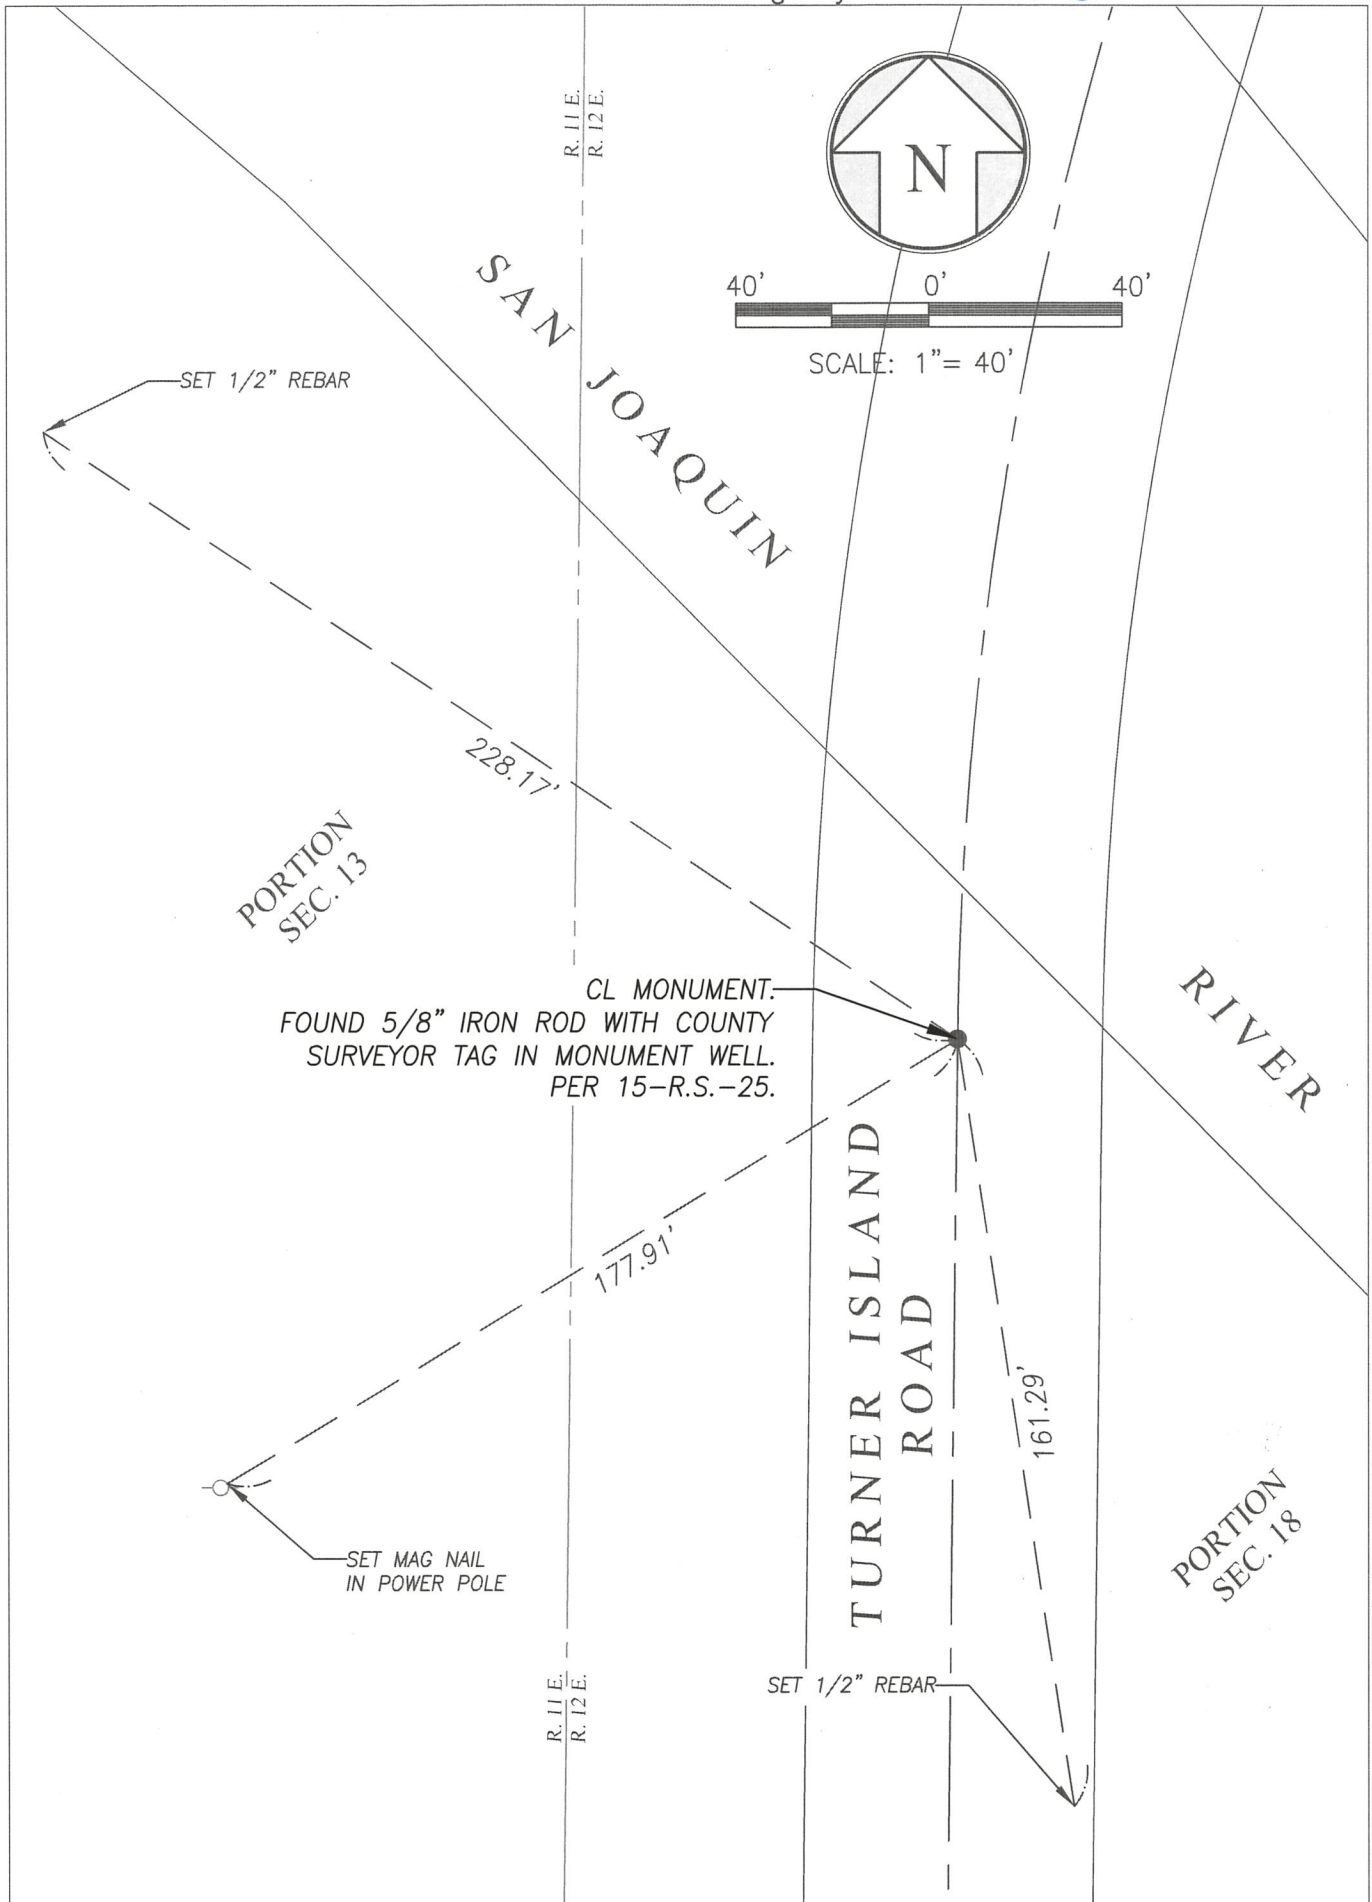 R. 11 E.
R. 12 E.
N
40' 0' 40'
SCALE: 1"= 40'
SAN JOAQUIN
SET 1/2" REBAR
228.17'
PORTION
SEC. 13
CL MONUMENT.
FOUND 5/8" IRON ROD WITH COUNTY
SURVEYOR TAG IN MONUMENT WELL.
PER 15-R.S.-25.
RIVER
177.91'
TURNER ISLAND
ROAD
161.29'
PORTION
SEC. 18
SET MAG NAIL
IN POWER POLE
SET 1/2" REBAR
R. 11 E.
R. 12 E.